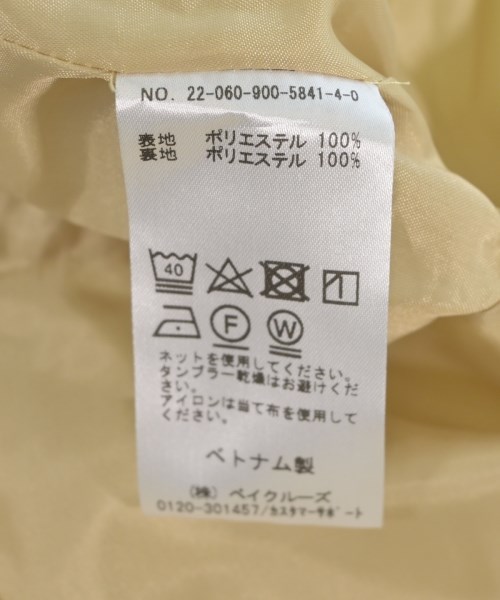 NO. 22-060-900-5841-4-0
表地 ポリエステル 100%
裏地 ポリエステル 100%
40
F W
ネットを使用してください。
タンブラー乾燥はお避けくだ
さい。
アイロンは当て布を使用して
ください。
ベトナム製
(株) ベイクルーズ
0120-301457/カスタマーサポート